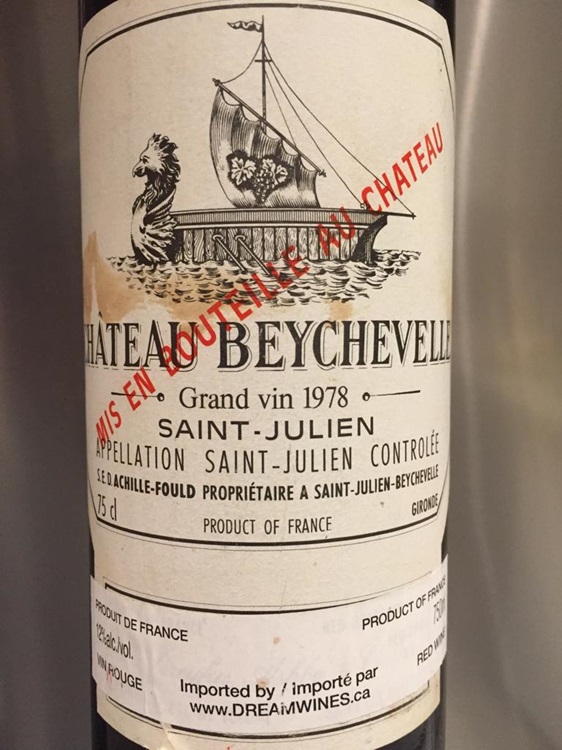 MIS EN BOUTEILLE AU CHATEAU
CHÂTEAU BEYCHEVELLE
Grand vin 1978
SAINT-JULIEN
APPELLATION SAINT-JULIEN CONTROLÉE
S.E.D ACHILLE-FOULD PROPRIÉTAIRE A SAINT-JULIEN-BEYCHEVELLE
75 cl
GIRONDE
PRODUCT OF FRANCE
PRODUIT DE FRANCE
12%alc./vol.
VIN ROUGE
PRODUCT OF FRANCE
RED WINE
Imported by / importé par
www.DREAMWINES.ca